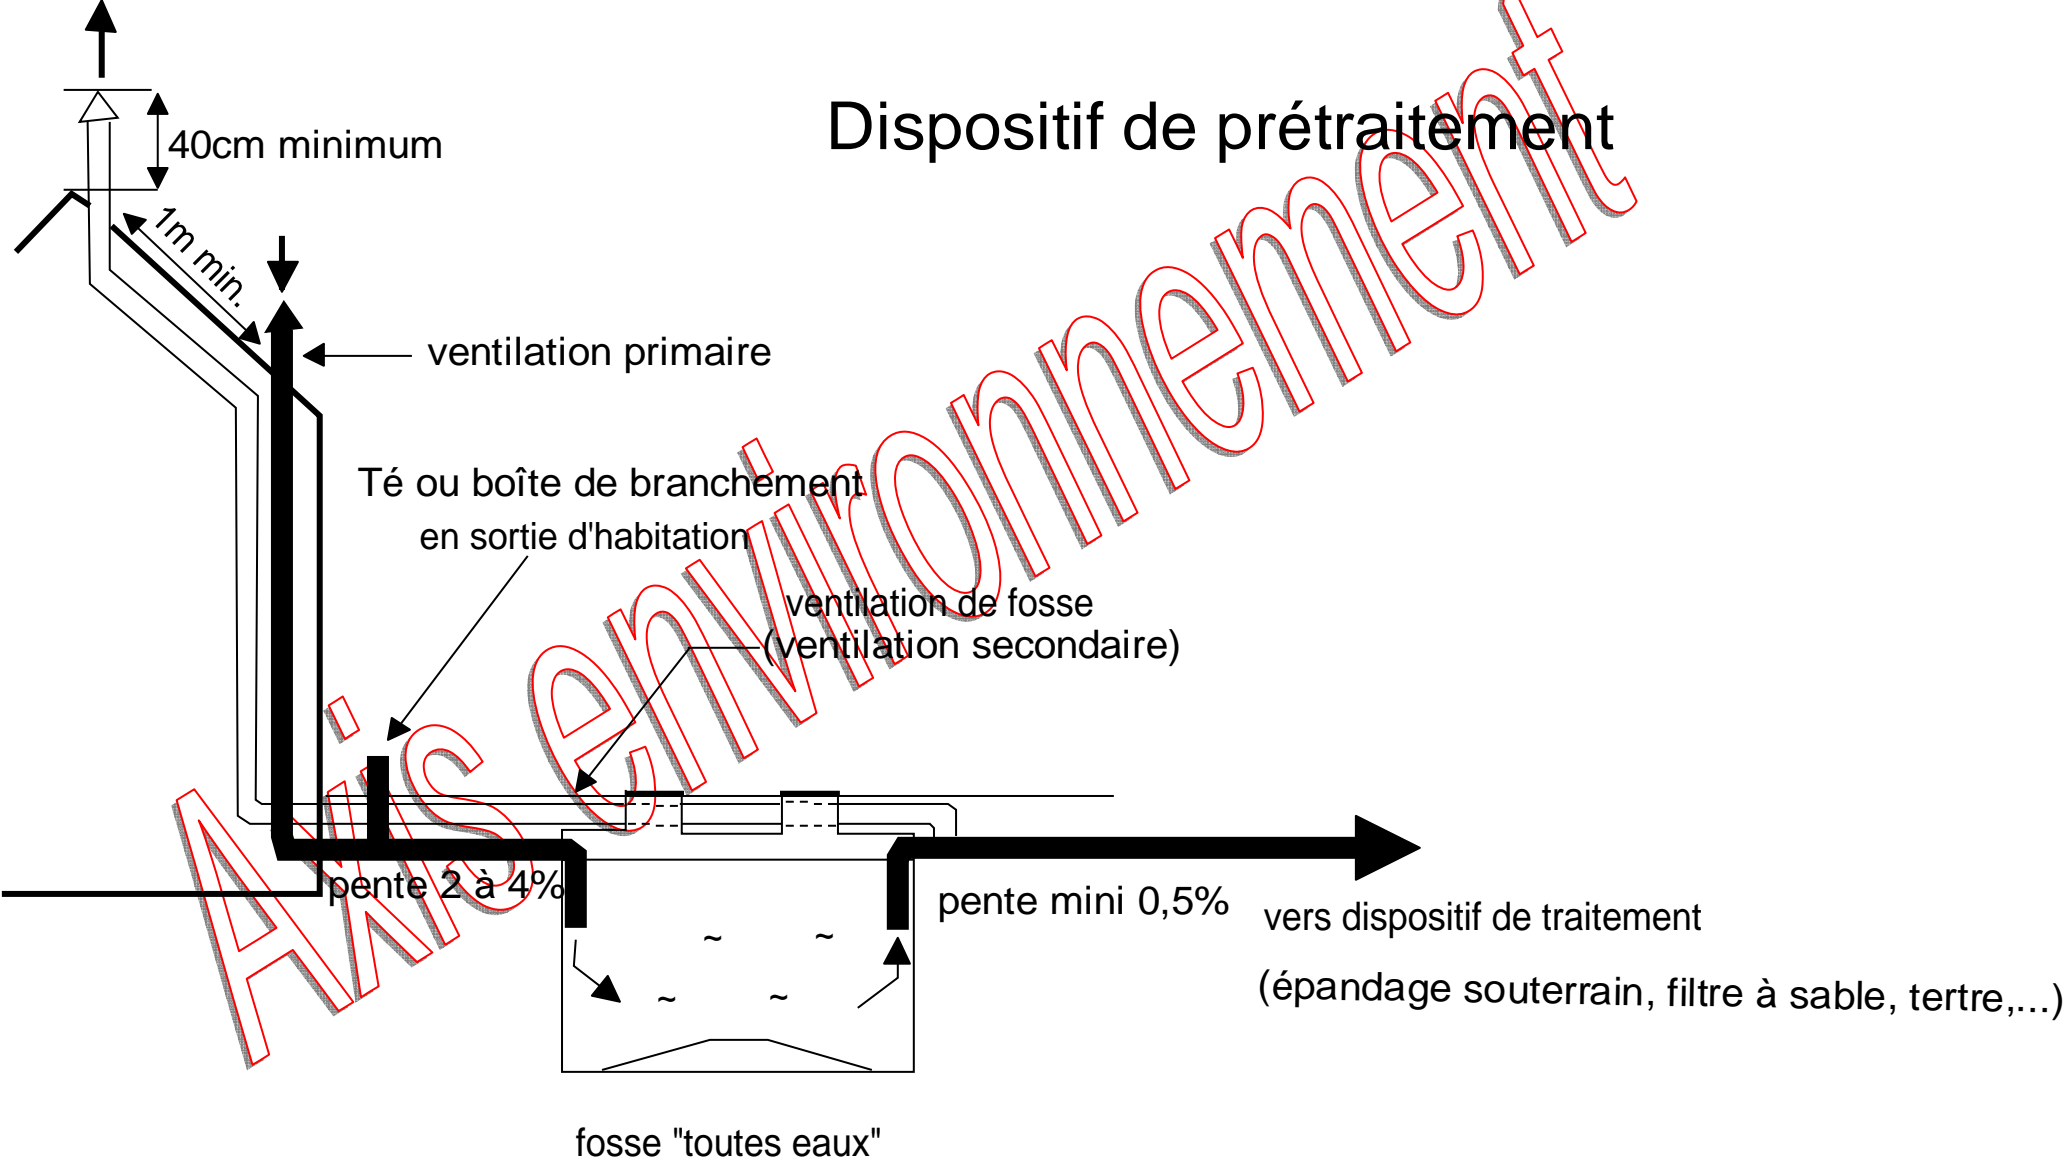 Dispositif de prétraitement
40cm minimum
1m min.
ventilation primaire
Té ou boîte de branchement
en sortie d'habitation
ventilation de fosse
(ventilation secondaire)
pente 2 à 4%
pente mini 0,5%
vers dispositif de traitement
(épandage souterrain, filtre à sable, tertre,...)
~ ~
~ ~
fosse "toutes eaux"
Axis environnement